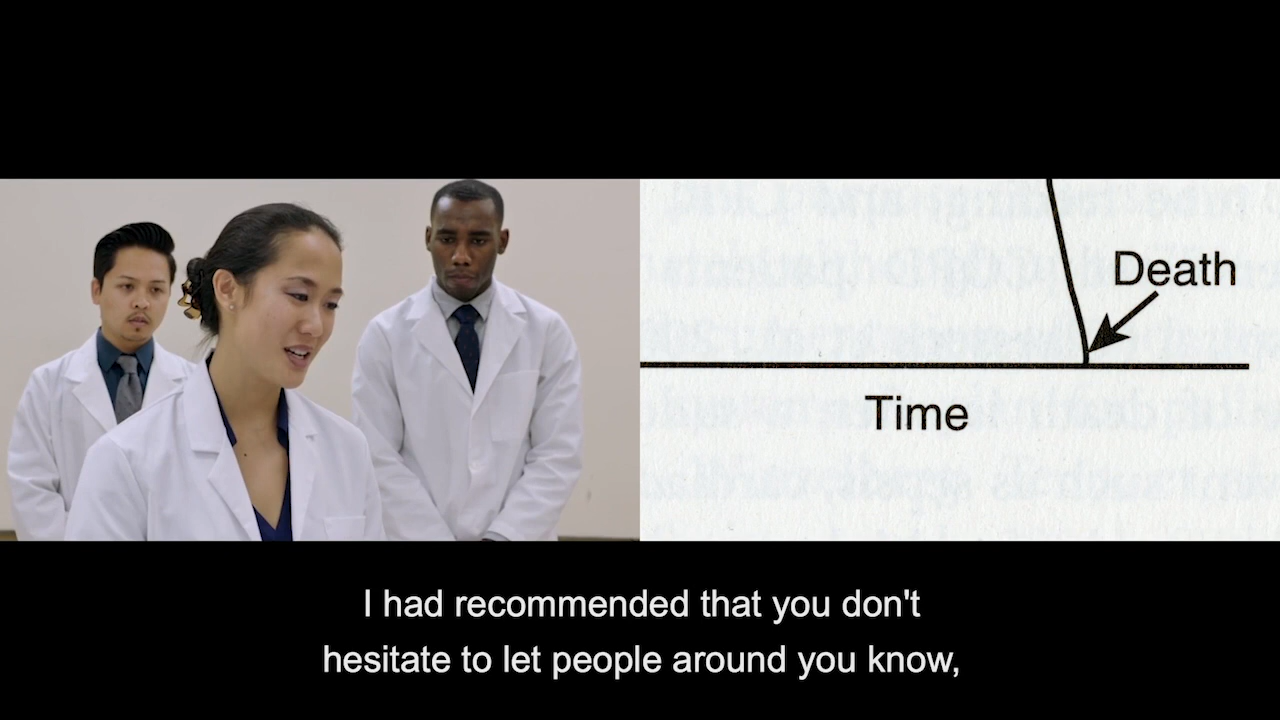 Death
Time
I had recommended that you don't
hesitate to let people around you know,